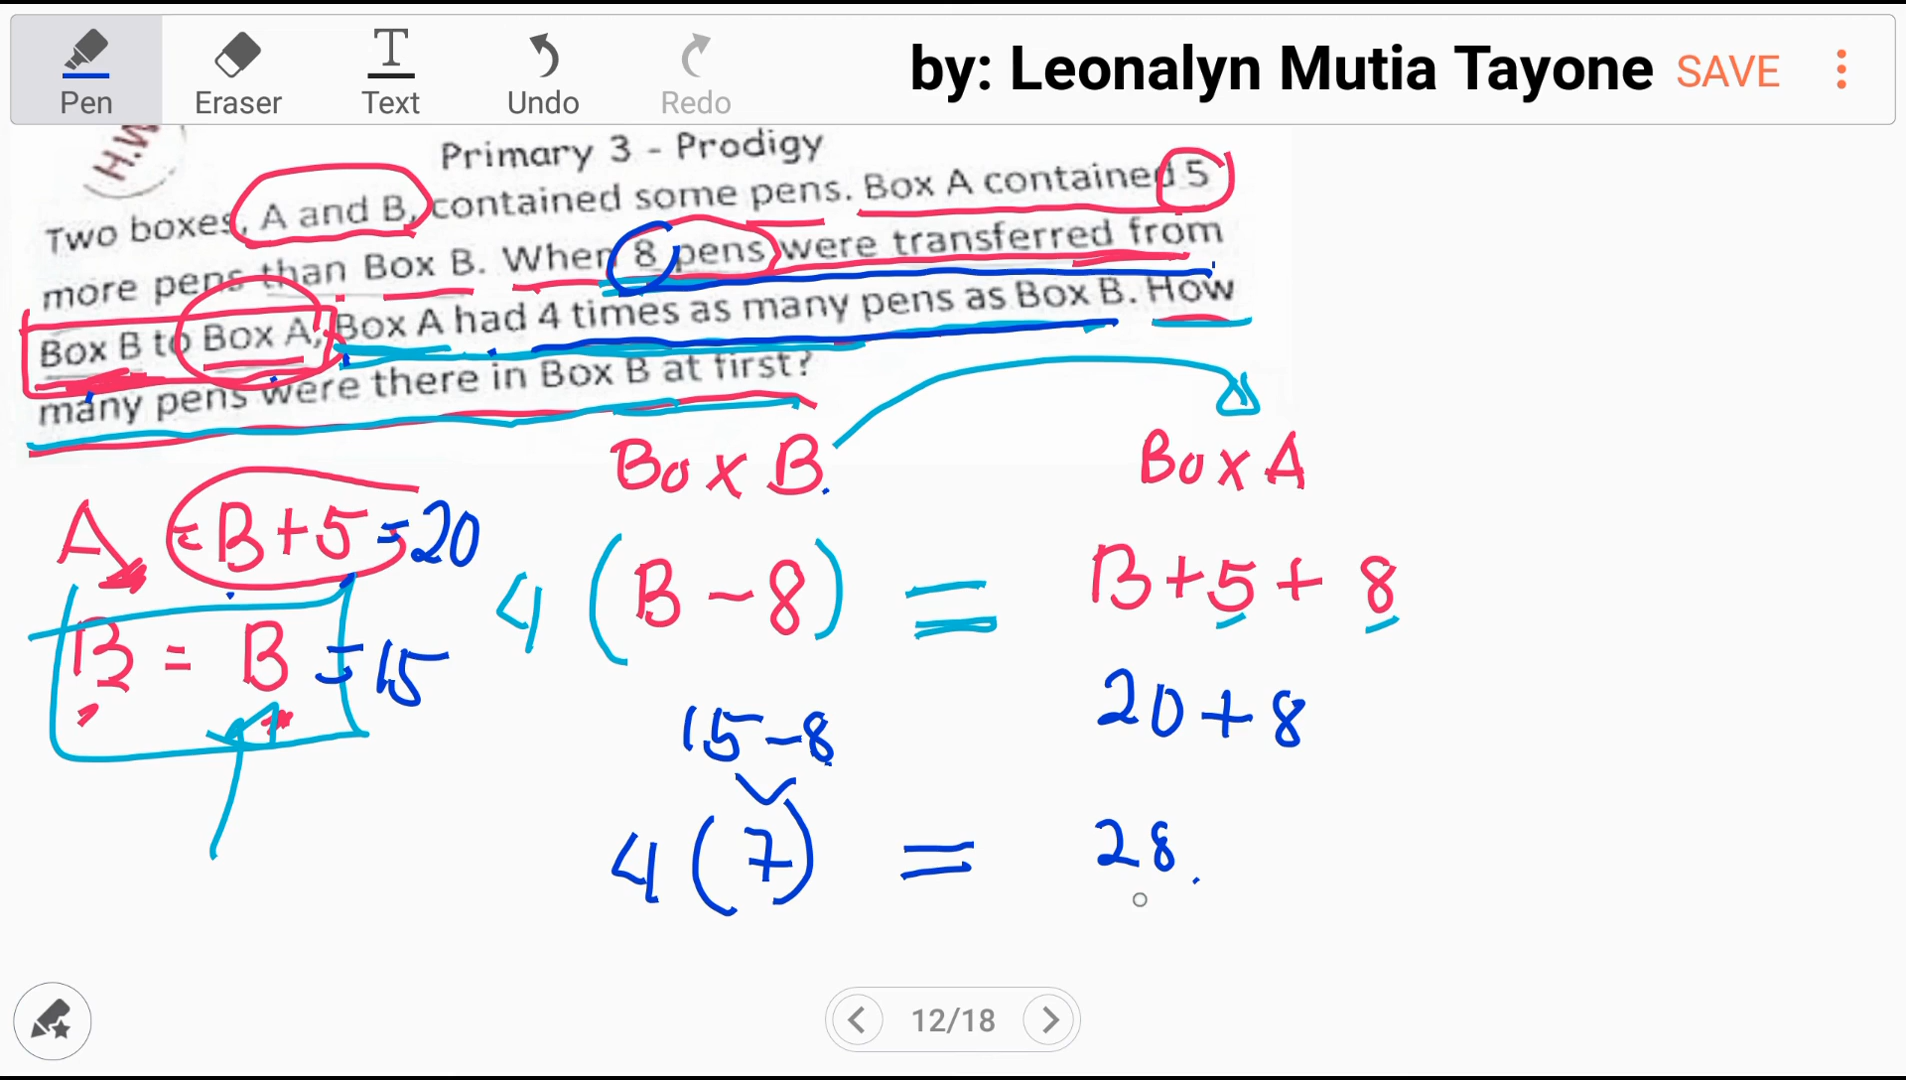 Pen Eraser Text Undo Redo by: Leonalyn Mutia Tayone SAVE
H.W
Primary 3 - Prodigy
Two boxes, A and B, contained some pens. Box A contained 5
more pens than Box B. When 8 pens were transferred from
Box B to Box A, Box A had 4 times as many pens as Box B. How
many pens were there in Box B at first?
Box B. Box A
A = B+5 = 20
4 (B - 8) = B + 5 + 8
B = B = 15
15 - 8 20 + 8
4 (7) = 28.
12/18